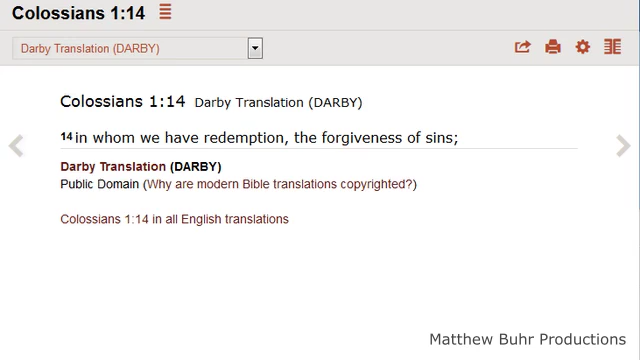 Colossians 1:14
Darby Translation (DARBY)
Colossians 1:14 Darby Translation (DARBY)
14 in whom we have redemption, the forgiveness of sins;
Darby Translation (DARBY)
Public Domain (Why are modern Bible translations copyrighted?)
Colossians 1:14 in all English translations
Matthew Buhr Productions